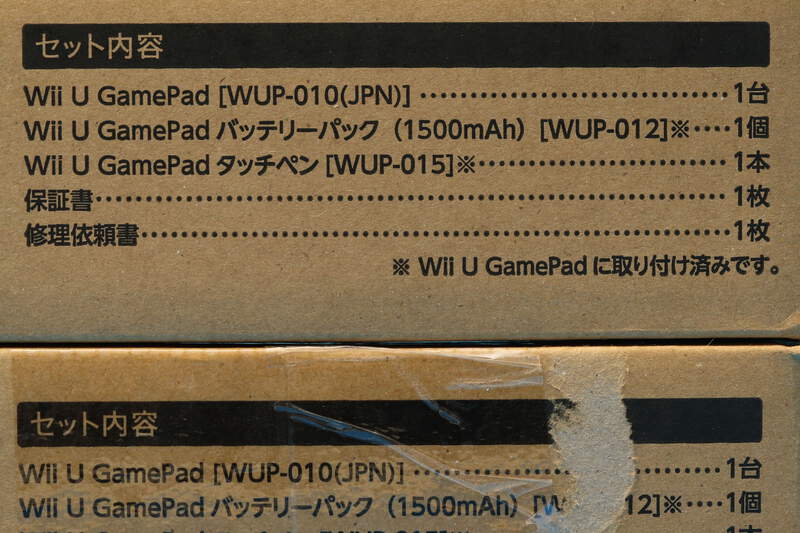 セット内容
Wii U GamePad [WUP-010(JPN)] ・・・・・・・・・・・・・・・・・・・・・・・・・・・・ 1台
Wii U GamePad バッテリーパック（1500mAh）[WUP-012]※・・・・1個
Wii U GamePad タッチペン [WUP-015]※・・・・・・・・・・・・・・・・・・・・・・1本
保証書・・・・・・・・・・・・・・・・・・・・・・・・・・・・・・・・・・・・・・・・・・・・・・・・・・・・・・・・1枚
修理依頼書・・・・・・・・・・・・・・・・・・・・・・・・・・・・・・・・・・・・・・・・・・・・・・・・・・・・1枚
※ Wii U GamePad に取り付け済みです。
セット内容
Wii U GamePad [WUP-010(JPN)] ・・・・・・・・・・・・・・・・・・・・・・・・ 1台
Wii U GamePad バッテリーパック（1500mAh）[W 12]※・・・・1個